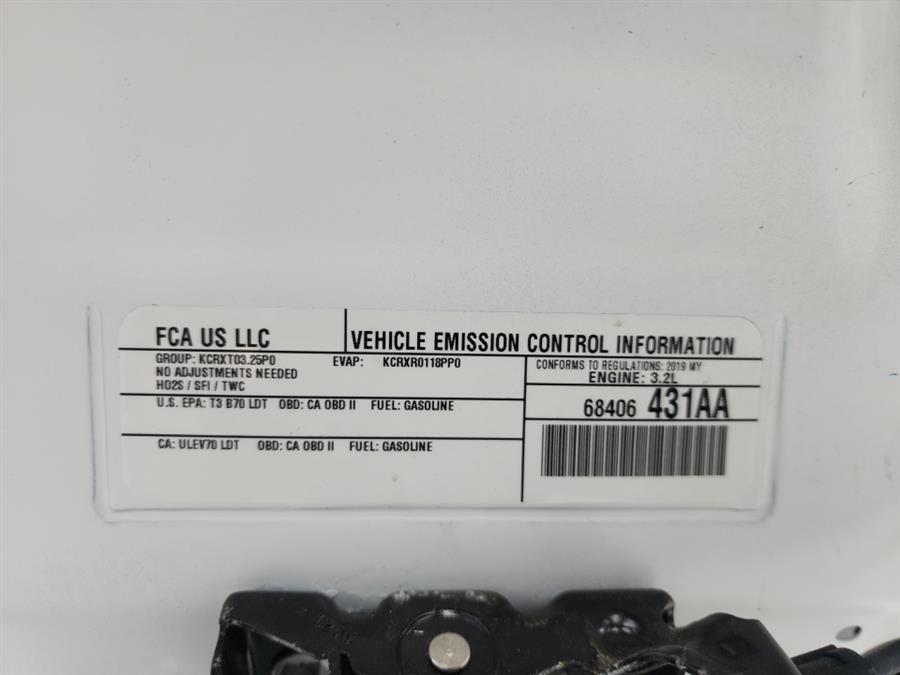 FCA US LLC
VEHICLE EMISSION CONTROL INFORMATION
GROUP: KCRXT03.25P0 EVAP: KCRXR0118PP0
NO ADJUSTMENTS NEEDED
HO2S / SFI / TWC
CONFORMS TO REGULATIONS: 2019 MY
ENGINE: 3.2L
U.S. EPA: T3 B70 LDT OBD: CA OBD II FUEL: GASOLINE
68406 431AA
CA: ULEV70 LDT OBD: CA OBD II FUEL: GASOLINE